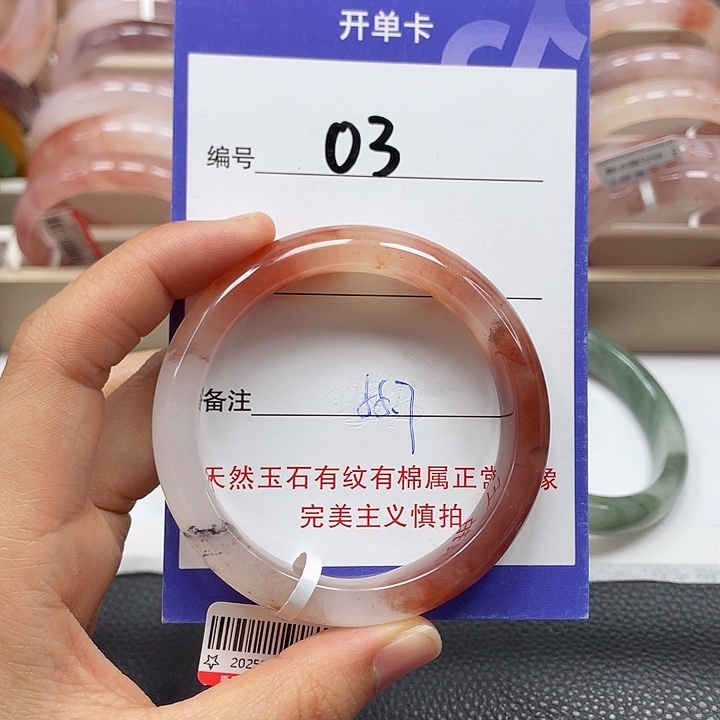 开单卡
编号 03
备注
天然玉石有纹有棉属正常
完美主义慎拍